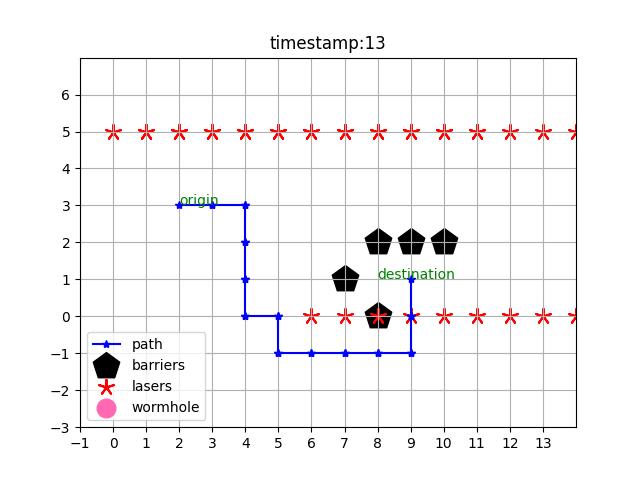 timestamp:13
6
5
4
3
2
1
0
−1
−2
−3
origin
destination
path
barriers
lasers
wormhole
−1 0 1 2 3 4 5 6 7 8 9 10 11 12 13